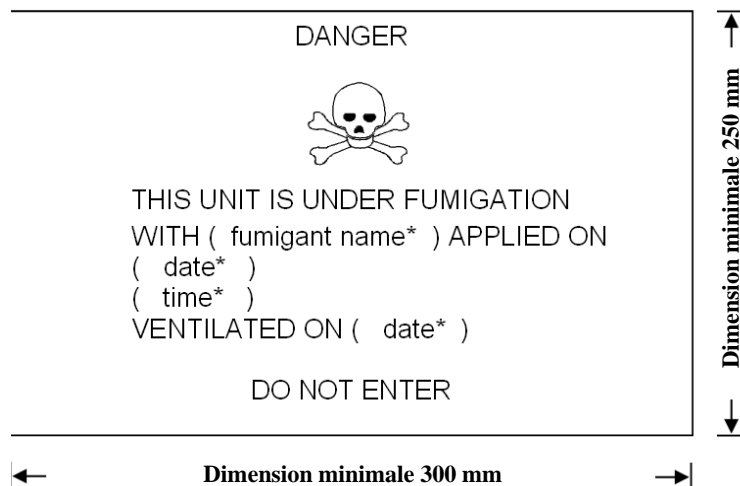 DANGER
THIS UNIT IS UNDER FUMIGATION
WITH ( fumigant name* ) APPLIED ON
( date* )
( time* )
VENTILATED ON ( date* )
DO NOT ENTER
Dimension minimale 250 mm
Dimension minimale 300 mm